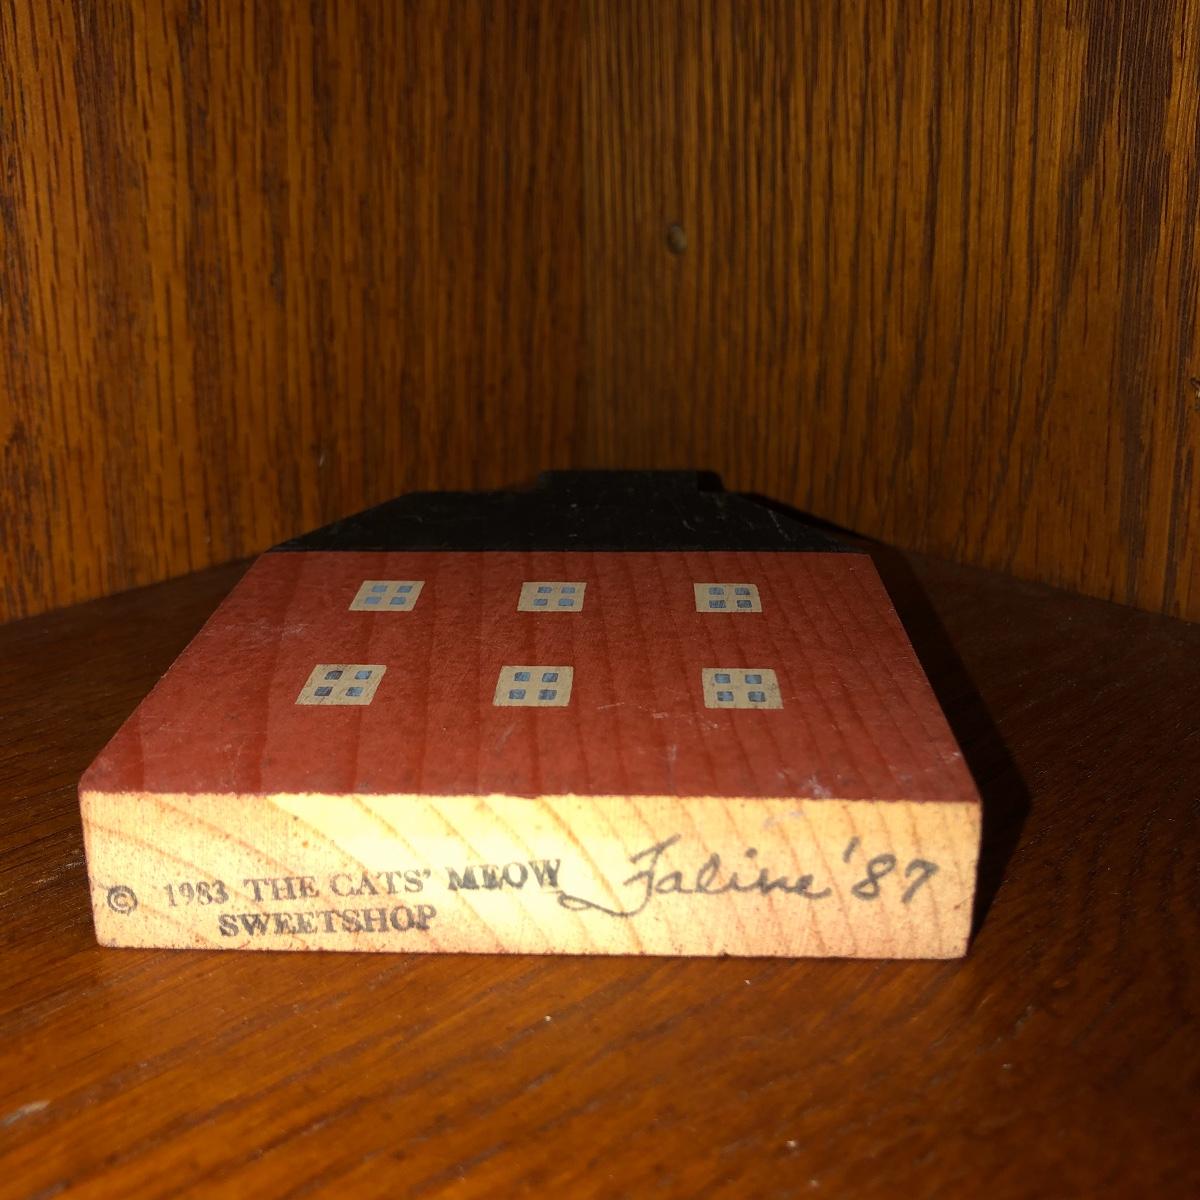 © 1983 THE CATS' MEOW
SWEETSHOP
Faline '87